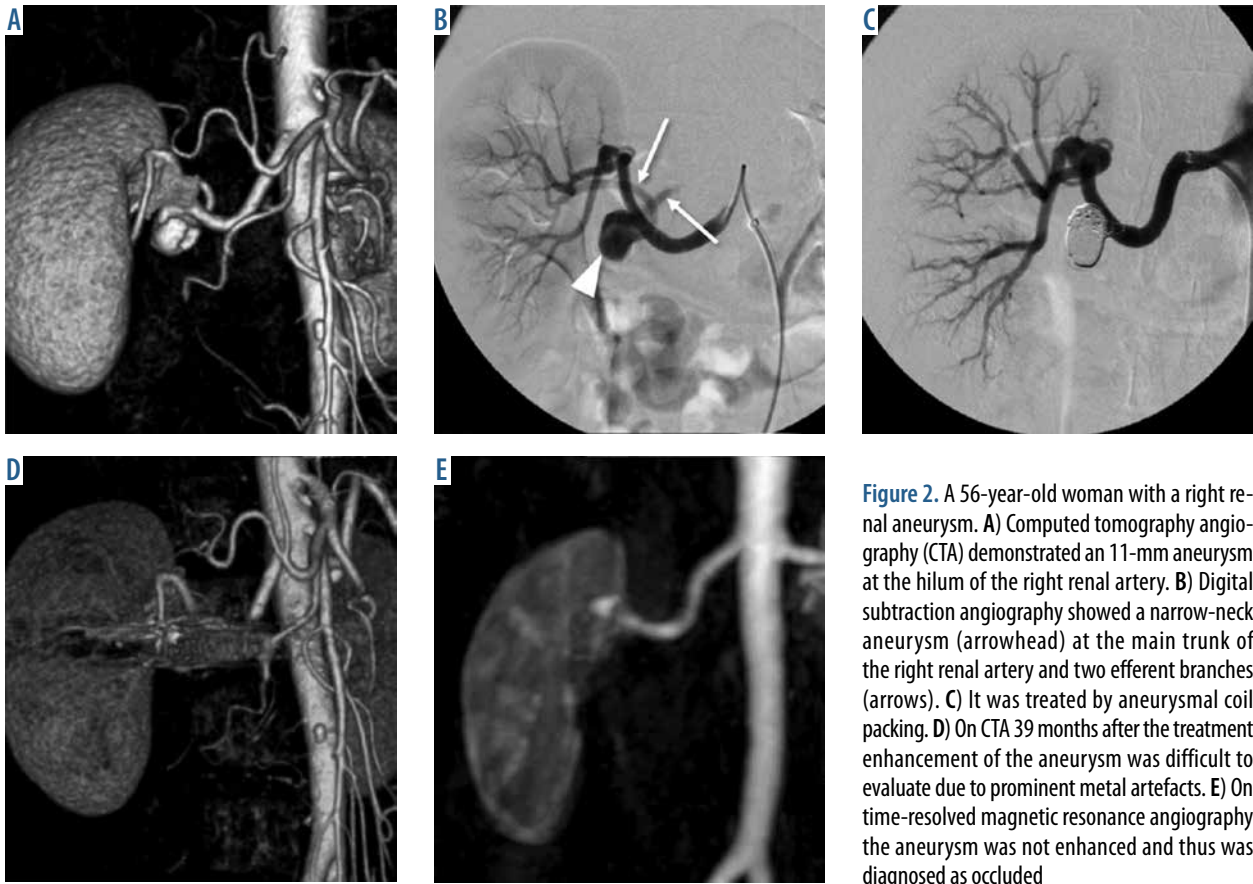 A
B
C
D
E
Figure 2. A 56-year-old woman with a right re-
nal aneurysm. A) Computed tomography angio-
graphy (CTA) demonstrated an 11-mm aneurysm
at the hilum of the right renal artery. B) Digital
subtraction angiography showed a narrow-neck
aneurysm (arrowhead) at the main trunk of
the right renal artery and two efferent branches
(arrows). C) It was treated by aneurysmal coil
packing. D) On CTA 39 months after the treatment
enhancement of the aneurysm was difficult to
evaluate due to prominent metal artefacts. E) On
time-resolved magnetic resonance angiography
the aneurysm was not enhanced and thus was
diagnosed as occluded